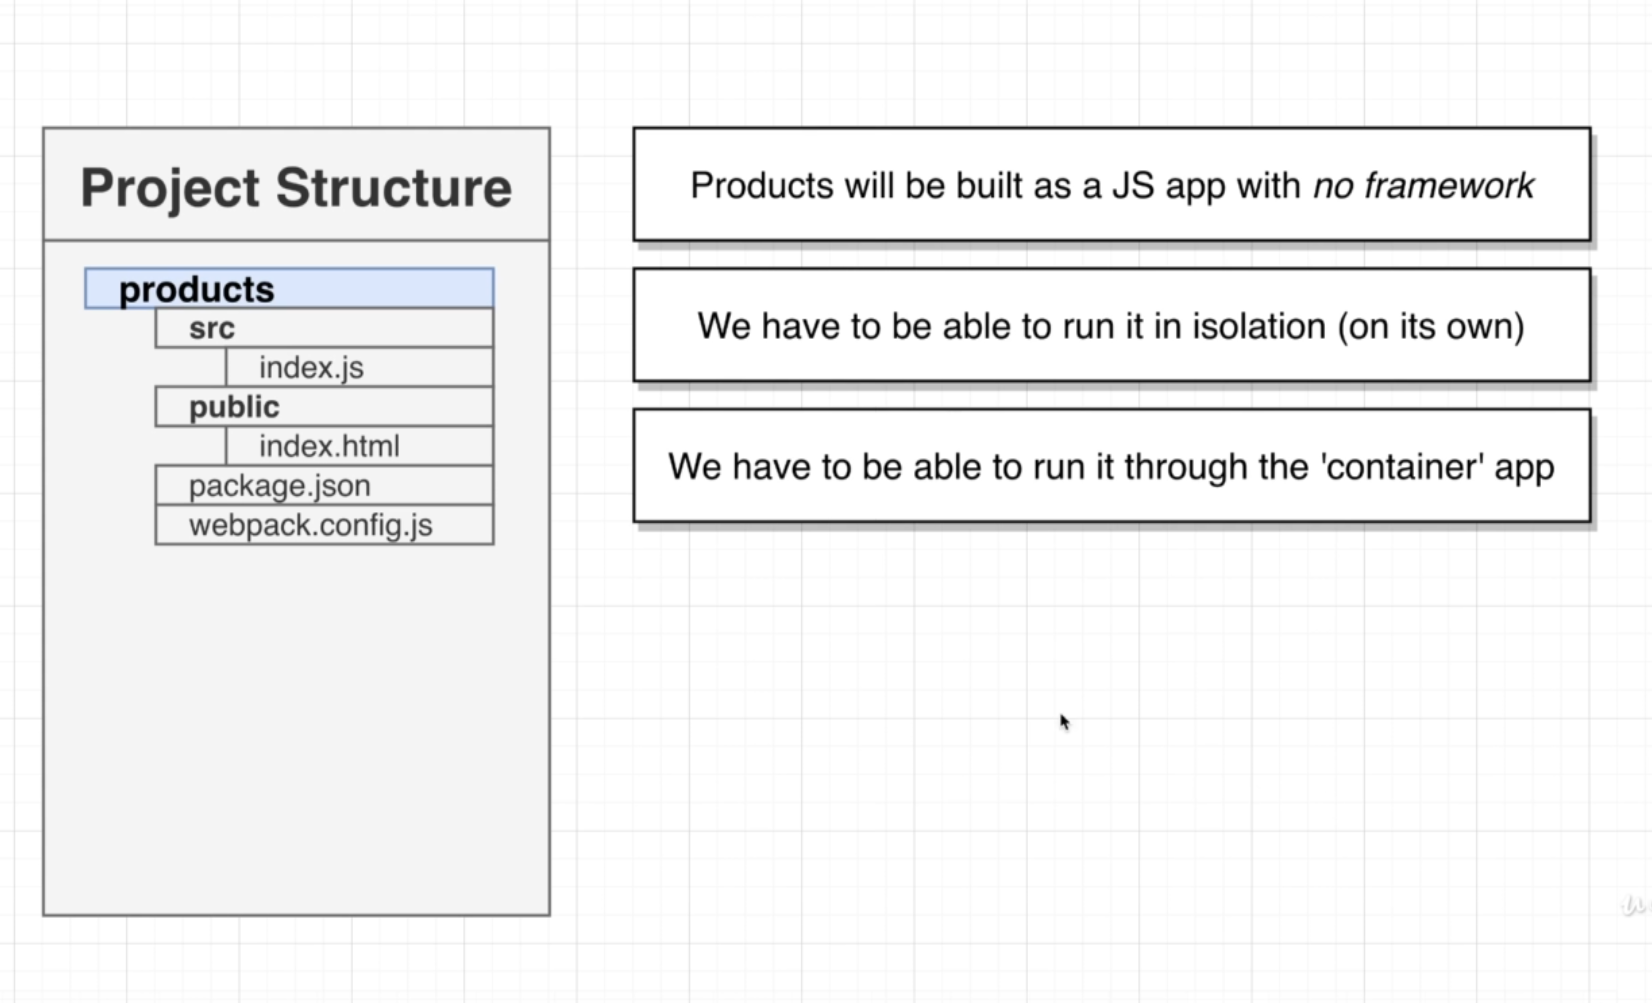 Project Structure
products
src
index.js
public
index.html
package.json
webpack.config.js
Products will be built as a JS app with no framework
We have to be able to run it in isolation (on its own)
We have to be able to run it through the 'container' app